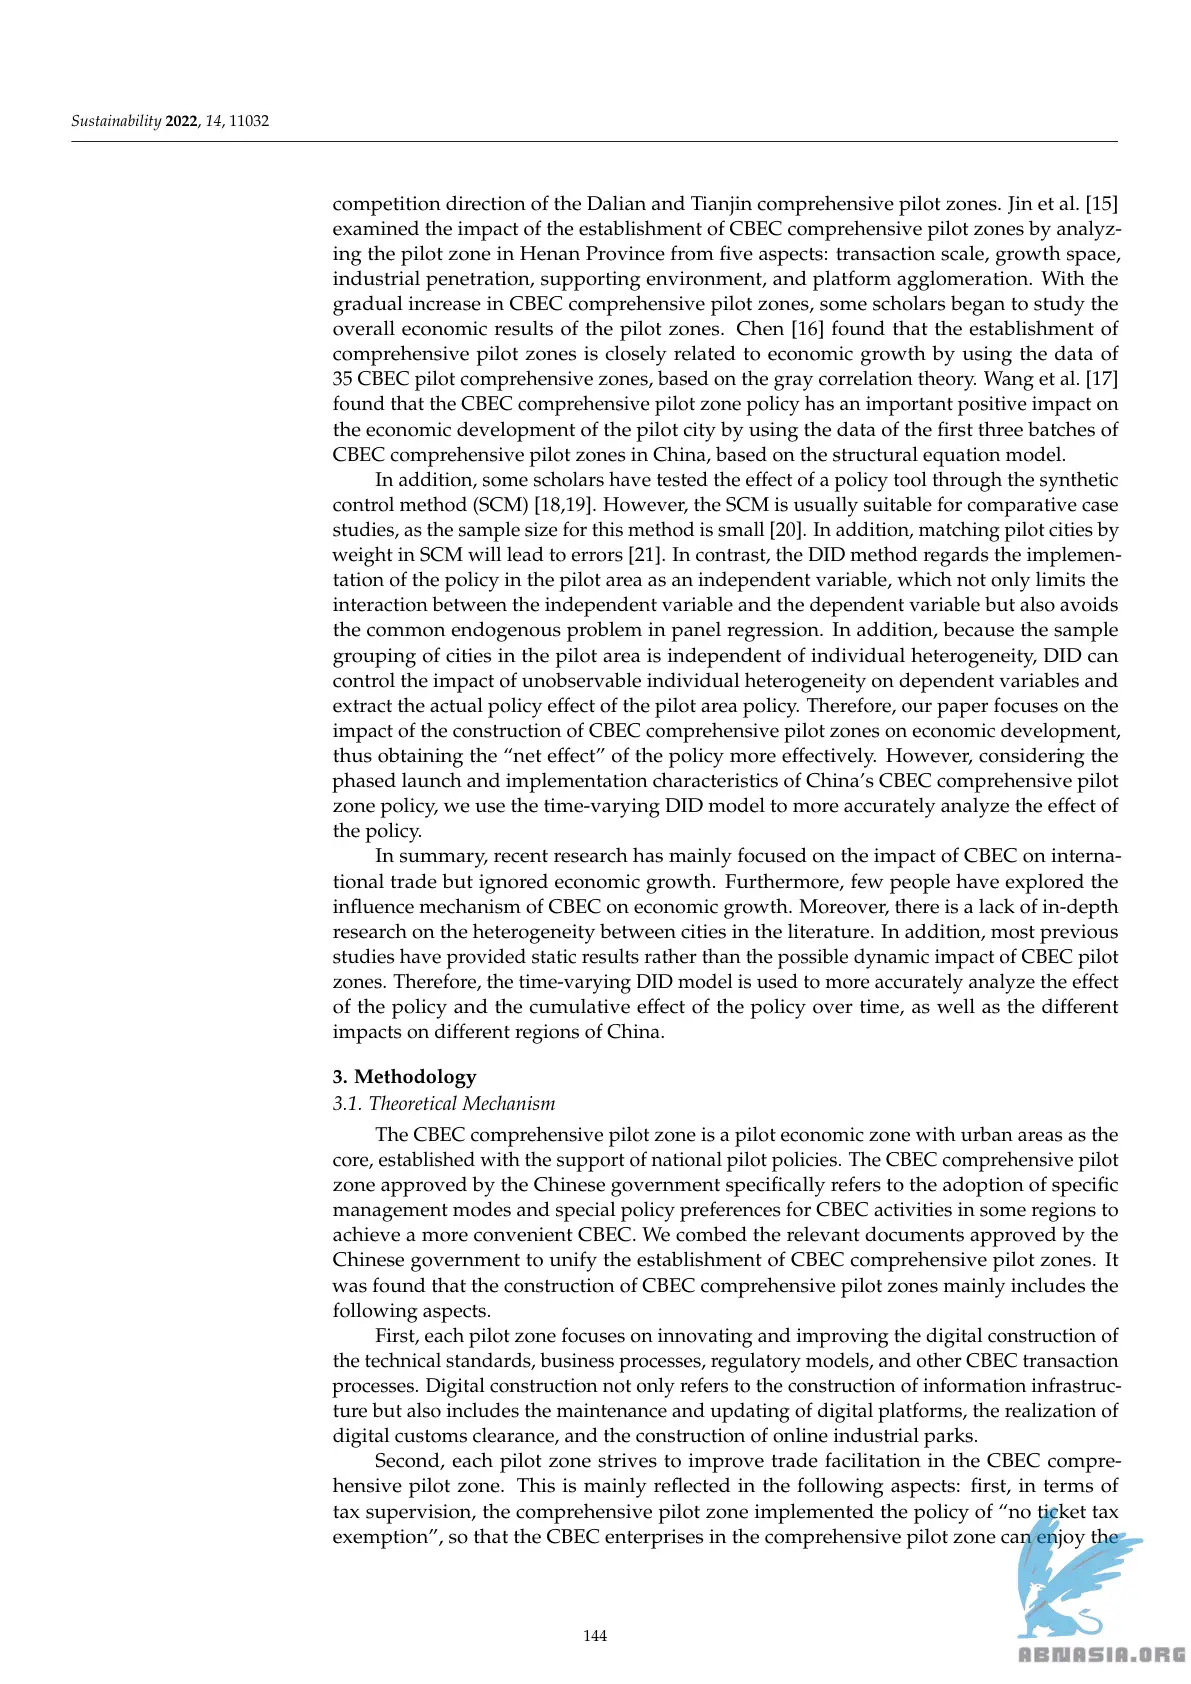 Sustainability 2022, 14, 11032
competition direction of the Dalian and Tianjin comprehensive pilot zones. Jin et al. [15]
examined the impact of the establishment of CBEC comprehensive pilot zones by analyz-
ing the pilot zone in Henan Province from five aspects: transaction scale, growth space,
industrial penetration, supporting environment, and platform agglomeration. With the
gradual increase in CBEC comprehensive pilot zones, some scholars began to study the
overall economic results of the pilot zones. Chen [16] found that the establishment of
comprehensive pilot zones is closely related to economic growth by using the data of
35 CBEC pilot comprehensive zones, based on the gray correlation theory. Wang et al. [17]
found that the CBEC comprehensive pilot zone policy has an important positive impact on
the economic development of the pilot city by using the data of the first three batches of
CBEC comprehensive pilot zones in China, based on the structural equation model.
In addition, some scholars have tested the effect of a policy tool through the synthetic
control method (SCM) [18,19]. However, the SCM is usually suitable for comparative case
studies, as the sample size for this method is small [20]. In addition, matching pilot cities by
weight in SCM will lead to errors [21]. In contrast, the DID method regards the implemen-
tation of the policy in the pilot area as an independent variable, which not only limits the
interaction between the independent variable and the dependent variable but also avoids
the common endogenous problem in panel regression. In addition, because the sample
grouping of cities in the pilot area is independent of individual heterogeneity, DID can
control the impact of unobservable individual heterogeneity on dependent variables and
extract the actual policy effect of the pilot area policy. Therefore, our paper focuses on the
impact of the construction of CBEC comprehensive pilot zones on economic development,
thus obtaining the “net effect” of the policy more effectively. However, considering the
phased launch and implementation characteristics of China’s CBEC comprehensive pilot
zone policy, we use the time-varying DID model to more accurately analyze the effect of
the policy.
In summary, recent research has mainly focused on the impact of CBEC on interna-
tional trade but ignored economic growth. Furthermore, few people have explored the
influence mechanism of CBEC on economic growth. Moreover, there is a lack of in-depth
research on the heterogeneity between cities in the literature. In addition, most previous
studies have provided static results rather than the possible dynamic impact of CBEC pilot
zones. Therefore, the time-varying DID model is used to more accurately analyze the effect
of the policy and the cumulative effect of the policy over time, as well as the different
impacts on different regions of China.
3. Methodology
3.1. Theoretical Mechanism
The CBEC comprehensive pilot zone is a pilot economic zone with urban areas as the
core, established with the support of national pilot policies. The CBEC comprehensive pilot
zone approved by the Chinese government specifically refers to the adoption of specific
management modes and special policy preferences for CBEC activities in some regions to
achieve a more convenient CBEC. We combed the relevant documents approved by the
Chinese government to unify the establishment of CBEC comprehensive pilot zones. It
was found that the construction of CBEC comprehensive pilot zones mainly includes the
following aspects.
First, each pilot zone focuses on innovating and improving the digital construction of
the technical standards, business processes, regulatory models, and other CBEC transaction
processes. Digital construction not only refers to the construction of information infrastruc-
ture but also includes the maintenance and updating of digital platforms, the realization of
digital customs clearance, and the construction of online industrial parks.
Second, each pilot zone strives to improve trade facilitation in the CBEC compre-
hensive pilot zone. This is mainly reflected in the following aspects: first, in terms of
tax supervision, the comprehensive pilot zone implemented the policy of “no ticket tax
exemption”, so that the CBEC enterprises in the comprehensive pilot zone can enjoy the
144
ABNASIA.ORG